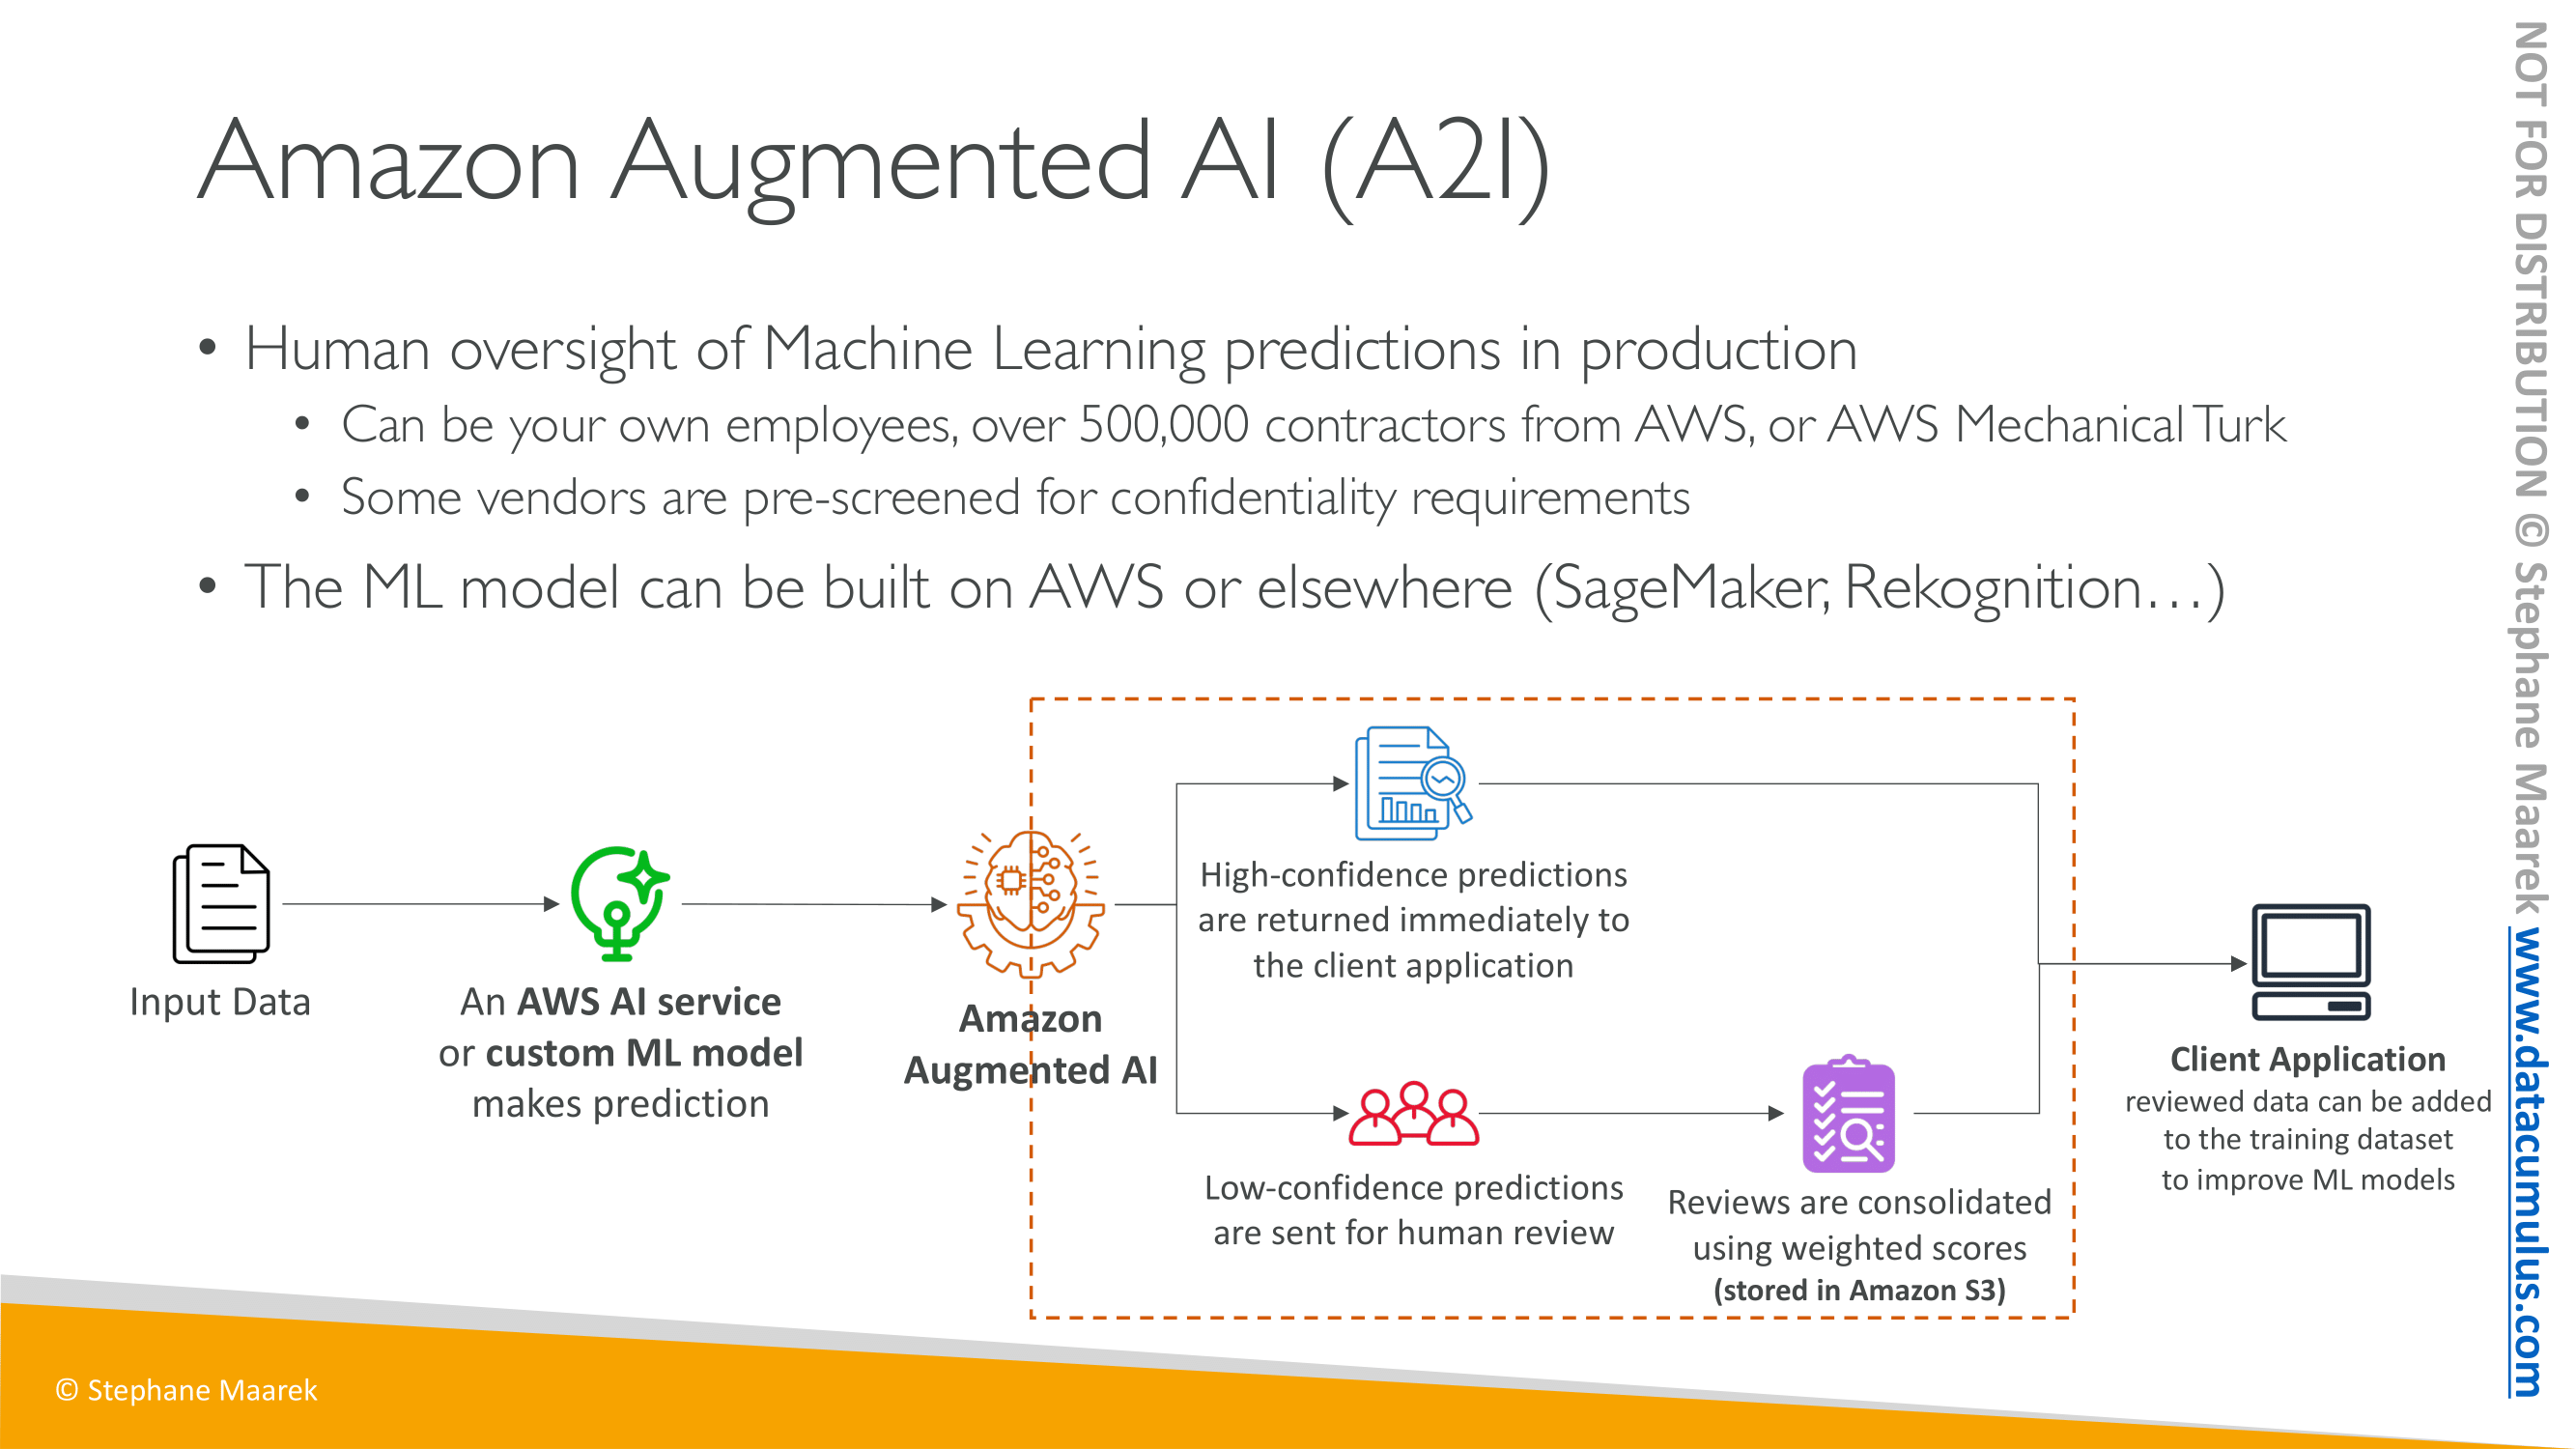 Amazon Augmented AI (A2I)
• Human oversight of Machine Learning predictions in production
• Can be your own employees, over 500,000 contractors from AWS, or AWS Mechanical Turk
• Some vendors are pre-screened for confidentiality requirements
• The ML model can be built on AWS or elsewhere (SageMaker, Rekognition…)
Input Data
An AWS AI service
or custom ML model
makes prediction
Amazon
Augmented AI
High-confidence predictions
are returned immediately to
the client application
Low-confidence predictions
are sent for human review
Reviews are consolidated
using weighted scores
(stored in Amazon S3)
Client Application
reviewed data can be added
to the training dataset
to improve ML models
© Stephane Maarek
NOT FOR DISTRIBUTION © Stephane Maarek www.datacumulus.com